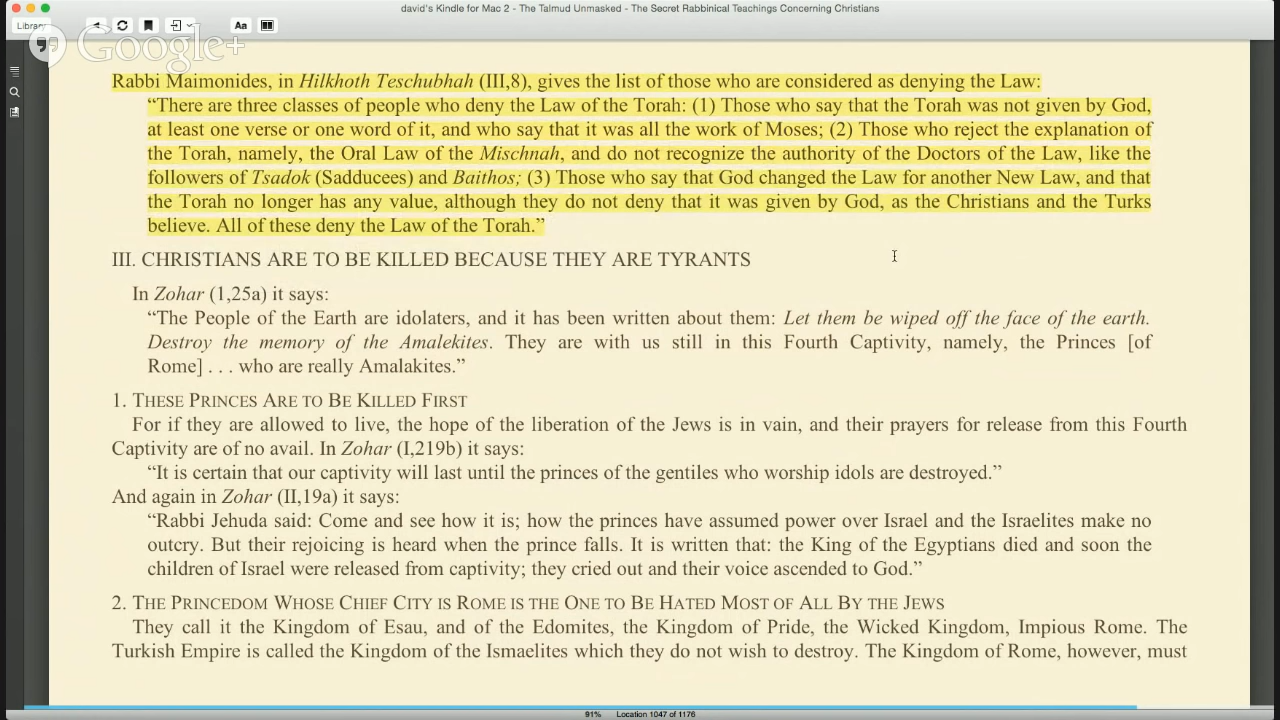 david's Kindle for Mac 2 - The Talmud Unmasked - The Secret Rabbinical Teachings Concerning Christians
Library
Aa
Google+
Rabbi Maimonides, in Hilkhoth Teschubhah (III,8), gives the list of those who are considered as denying the Law:
“There are three classes of people who deny the Law of the Torah: (1) Those who say that the Torah was not given by God,
at least one verse or one word of it, and who say that it was all the work of Moses; (2) Those who reject the explanation of
the Torah, namely, the Oral Law of the Mischnah, and do not recognize the authority of the Doctors of the Law, like the
followers of Tsadok (Sadducees) and Baithos; (3) Those who say that God changed the Law for another New Law, and that
the Torah no longer has any value, although they do not deny that it was given by God, as the Christians and the Turks
believe. All of these deny the Law of the Torah.”
III. CHRISTIANS ARE TO BE KILLED BECAUSE THEY ARE TYRANTS
In Zohar (1,25a) it says:
“The People of the Earth are idolaters, and it has been written about them: Let them be wiped off the face of the earth.
Destroy the memory of the Amalekites. They are with us still in this Fourth Captivity, namely, the Princes [of
Rome] . . . who are really Amalakites.”
1. THESE PRINCES ARE TO BE KILLED FIRST
For if they are allowed to live, the hope of the liberation of the Jews is in vain, and their prayers for release from this Fourth
Captivity are of no avail. In Zohar (I,219b) it says:
“It is certain that our captivity will last until the princes of the gentiles who worship idols are destroyed.”
And again in Zohar (II,19a) it says:
“Rabbi Jehuda said: Come and see how it is; how the princes have assumed power over Israel and the Israelites make no
outcry. But their rejoicing is heard when the prince falls. It is written that: the King of the Egyptians died and soon the
children of Israel were released from captivity; they cried out and their voice ascended to God.”
2. THE PRINCEDOM WHOSE CHIEF CITY IS ROME IS THE ONE TO BE HATED MOST OF ALL BY THE JEWS
They call it the Kingdom of Esau, and of the Edomites, the Kingdom of Pride, the Wicked Kingdom, Impious Rome. The
Turkish Empire is called the Kingdom of the Ismaelites which they do not wish to destroy. The Kingdom of Rome, however, must
91% Location 1047 of 1176